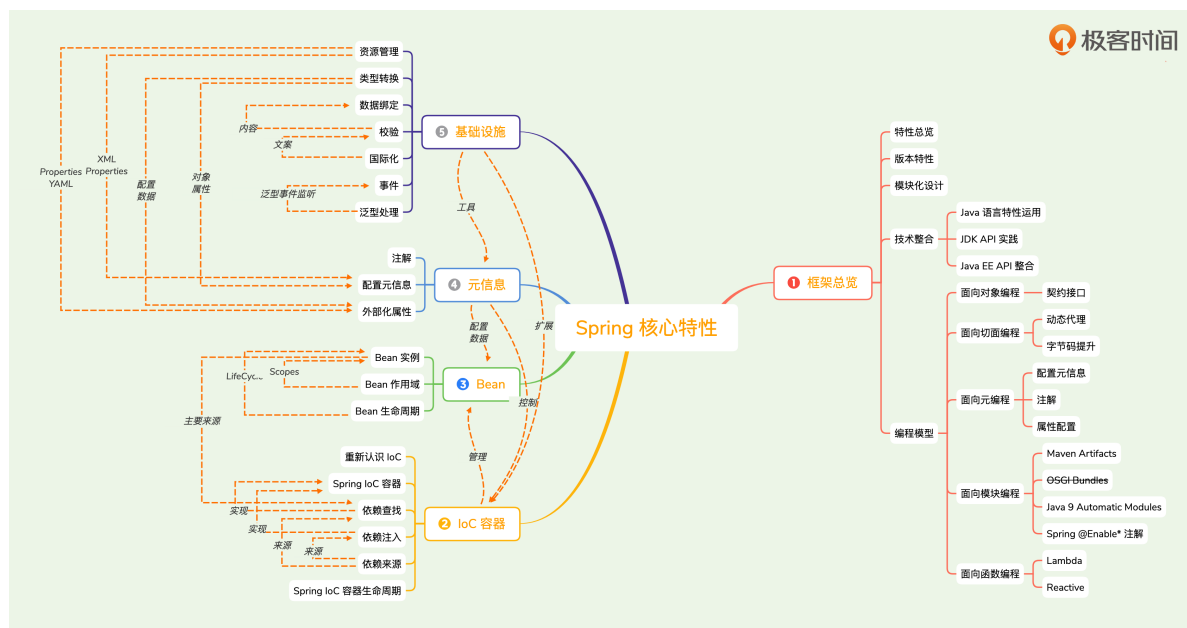 极客时间
Spring 核心特性
1 框架总览
特性总览
版本特性
模块化设计
技术整合
Java 语言特性运用
JDK API 实践
Java EE API 整合
编程模型
面向对象编程
契约接口
面向切面编程
动态代理
字节码提升
面向元编程
配置元信息
注解
属性配置
面向模块编程
Maven Artifacts
OSGI Bundles
Java 9 Automatic Modules
Spring @Enable* 注解
面向函数编程
Lambda
Reactive
2 IoC 容器
重新认识 IoC
Spring IoC 容器
依赖查找
依赖注入
依赖来源
Spring IoC 容器生命周期
实现
实现
来源
来源
3 Bean
Bean 实例
Bean 作用域
Bean 生命周期
Scopes
主要来源
4 元信息
注解
配置元信息
外部化属性
5 基础设施
资源管理
类型转换
数据绑定
校验
国际化
事件
泛型处理
内容
文案
泛型事件监听
对象
属性
配置
数据
XML
Properties
Properties
YAML
工具
扩展
配置
数据
控制
管理